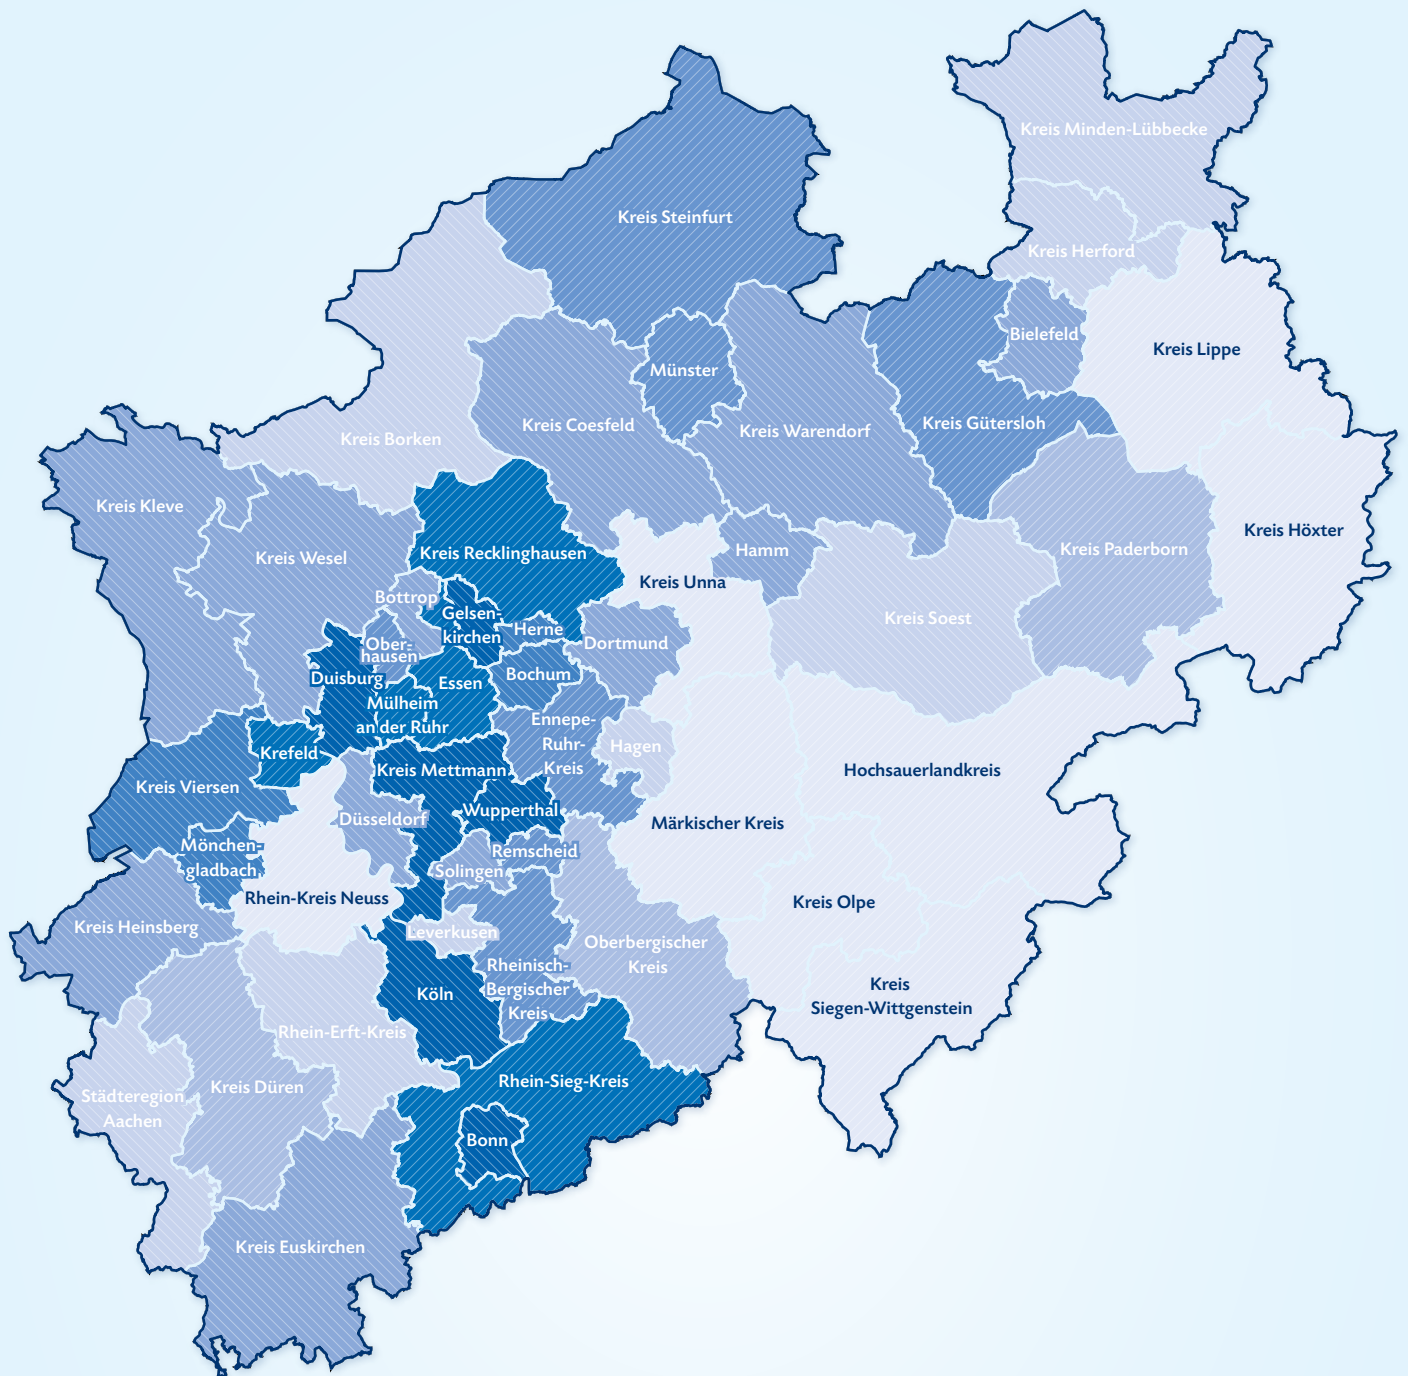 Kreis Minden-Lübbecke
Kreis Steinfurt
Kreis Herford
Bielefeld
Kreis Lippe
Münster
Kreis Gütersloh
Kreis Coesfeld
Kreis Warendorf
Kreis Borken
Kreis Kleve
Kreis Höxter
Hamm
Kreis Paderborn
Kreis Recklinghausen
Kreis Wesel
Kreis Unna
Bottrop
Gelsen-
kirchen
Kreis Soest
Herne
Dortmund
Ober-
hausen
Bochum
Duisburg
Essen
Mülheim
an der Ruhr
Ennepe-
Ruhr-
Kreis
Hagen
Krefeld
Kreis Mettmann
Hochsauerlandkreis
Kreis Viersen
Wupperthal
Düsseldorf
Märkischer Kreis
Mönchen-
gladbach
Remscheid
Solingen
Rhein-Kreis Neuss
Kreis Olpe
Kreis Heinsberg
Leverkusen
Oberbergischer
Kreis
Rheinisch-
Bergischer
Kreis
Köln
Kreis
Siegen-Wittgenstein
Rhein-Erft-Kreis
Rhein-Sieg-Kreis
Kreis Düren
Städteregion
Aachen
Bonn
Kreis Euskirchen